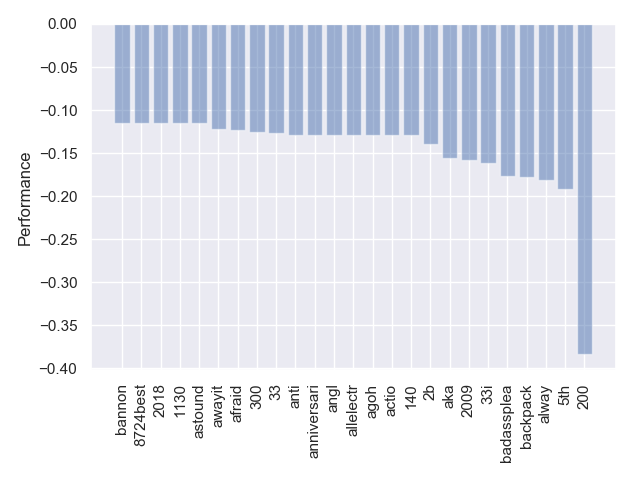 0.00
−0.05
−0.10
−0.15
−0.20
−0.25
−0.30
−0.35
−0.40
Performance
bannon
8724best
2018
1130
astound
awayit
afraid
300
33
anti
anniversari
angl
allelectr
agoh
actio
140
2b
aka
2009
33i
badassplea
backpack
alway
5th
200